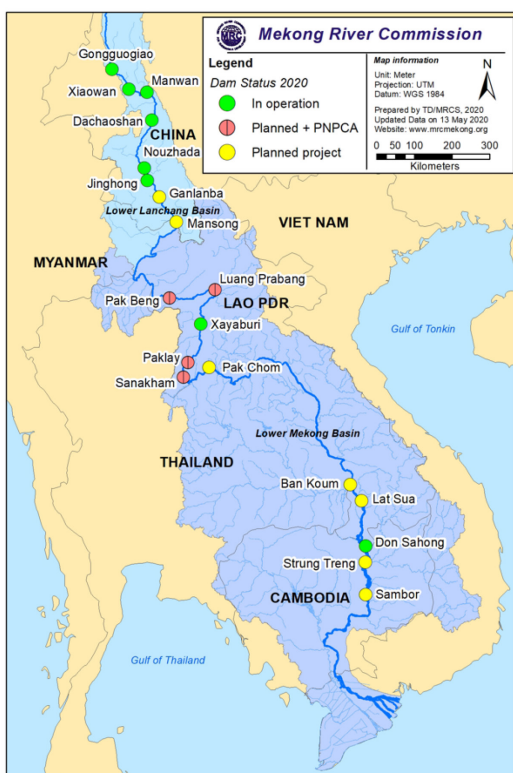 MRC
Mekong River Commission
Legend
Dam Status 2020
In operation
Planned + PNPCA
Planned project
Map information
Unit: Meter
Projection: UTM
Datum: WGS 1984
N
Prepared by TD/MRCS, 2020
Updated Data on 13 May 2020
Website: www.mrcmekong.org
0 50 100 200 300
Kilometers
Gongguogiao
Manwan
Xiaowan
Dachaoshan
CHINA
Nouzhada
Jinghong
Ganlanba
Lower Lanchang Basin
Mansong
VIET NAM
MYANMAR
Luang Prabang
Pak Beng
LAO PDR
Xayaburi
Gulf of Tonkin
Paklay
Pak Chom
Sanakham
Lower Mekong Basin
THAILAND
Ban Koum
Lat Sua
Don Sahong
Strung Treng
CAMBODIA
Sambor
Gulf of Thailand